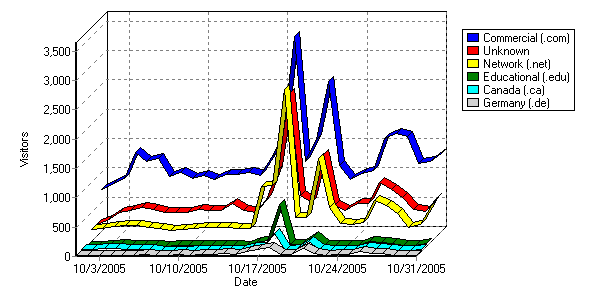 3,500
3,000
2,500
2,000
1,500
1,000
500
0
Visitors
10/3/2005
10/10/2005
10/17/2005
10/24/2005
10/31/2005
Date
Commercial (.com)
Unknown
Network (.net)
Educational (.edu)
Canada (.ca)
Germany (.de)